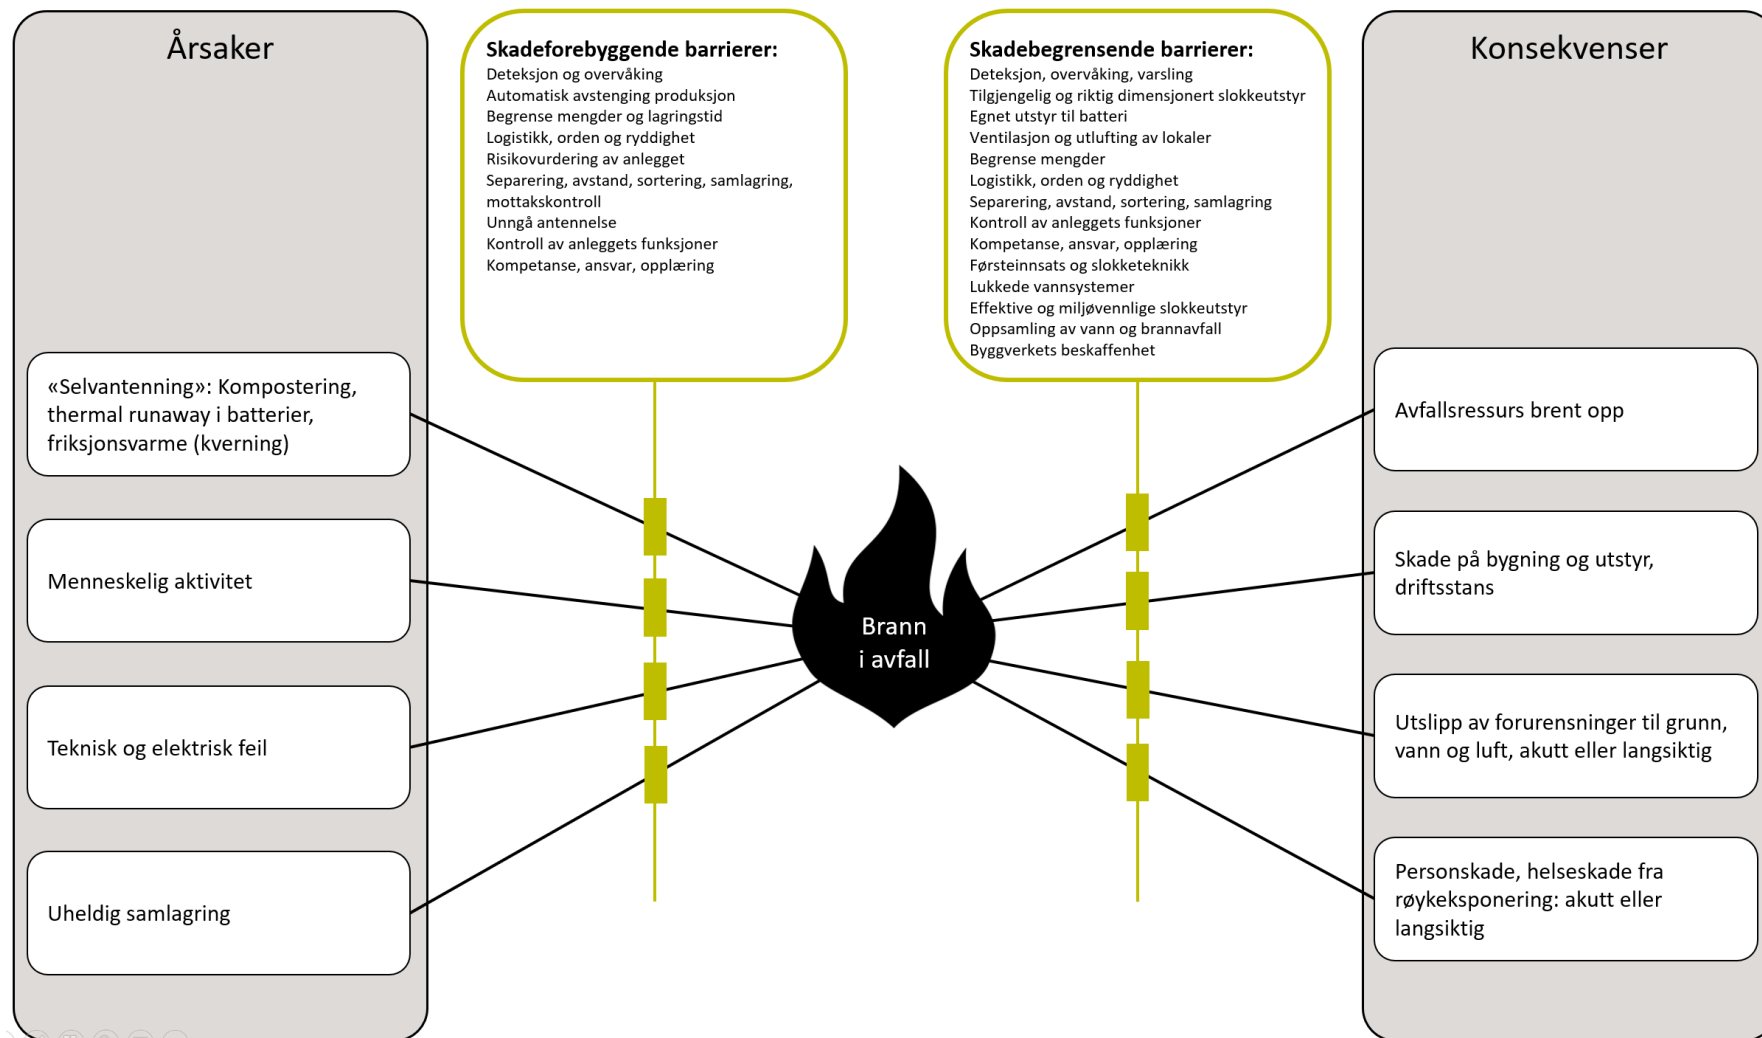 Årsaker
«Selvantenning»: Kompostering,
thermal runaway i batterier,
friksjonsvarme (kverning)
Menneskelig aktivitet
Teknisk og elektrisk feil
Uheldig samlagring
Skadeforebyggende barrierer:
Deteksjon og overvåking
Automatisk avstenging produksjon
Begrense mengder og lagringstid
Logistikk, orden og ryddighet
Risikovurdering av anlegget
Separering, avstand, sortering, samlagring,
mottakskontroll
Unngå antennelse
Kontroll av anleggets funksjoner
Kompetanse, ansvar, opplæring
Brann
i avfall
Skadebegrensende barrierer:
Deteksjon, overvåking, varsling
Tilgjengelig og riktig dimensjonert slokkeutstyr
Egnet utstyr til batteri
Ventilasjon og utlufting av lokaler
Begrense mengder
Logistikk, orden og ryddighet
Separering, avstand, sortering, samlagring
Kontroll av anleggets funksjoner
Kompetanse, ansvar, opplæring
Førsteinnsats og slokketeknikk
Lukkede vannsystemer
Effektive og miljøvennlige slokkeutstyr
Oppsamling av vann og brannavfall
Byggverkets beskaffenhet
Konsekvenser
Avfallsressurs brent opp
Skade på bygning og utstyr,
driftsstans
Utslipp av forurensninger til grunn,
vann og luft, akutt eller langsiktig
Personskade, helseskade fra
røykeksponering: akutt eller
langsiktig